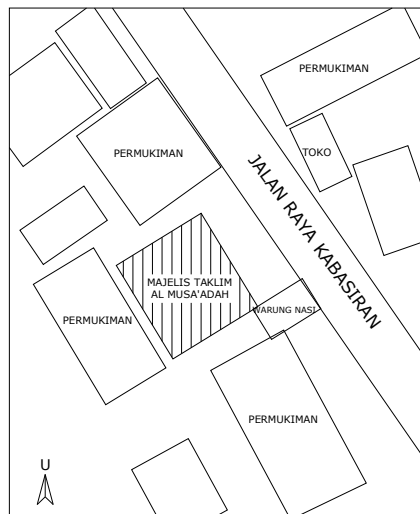 PERMUKIMAN
TOKO
PERMUKIMAN
JALAN RAYA KABASIRAN
MAJELIS TAKLIM
AL MUSA'ADAH
WARUNG NASI
PERMUKIMAN
PERMUKIMAN
U